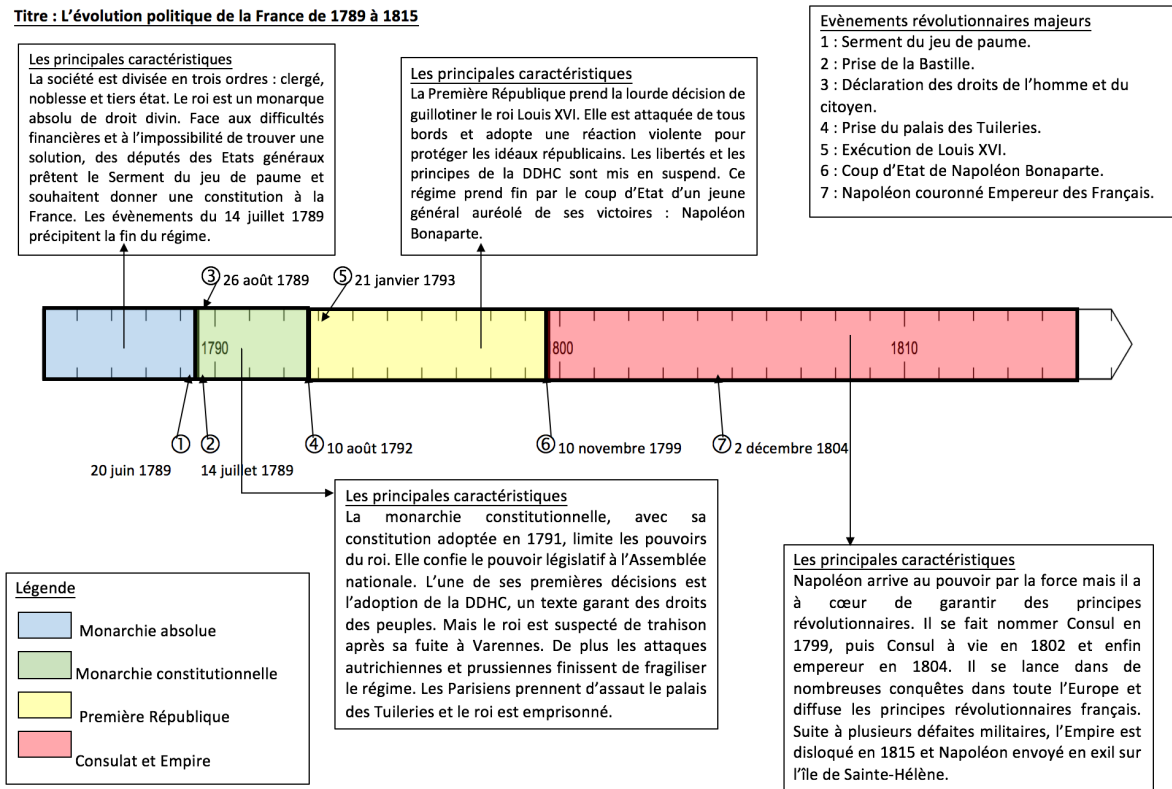 Titre : L’évolution politique de la France de 1789 à 1815
Les principales caractéristiques
La société est divisée en trois ordres : clergé,
noblesse et tiers état. Le roi est un monarque
absolu de droit divin. Face aux difficultés
financières et à l’impossibilité de trouver une
solution, des députés des Etats généraux
prêtent le Serment du jeu de paume et
souhaitent donner une constitution à la
France. Les évènements du 14 juillet 1789
précipitent la fin du régime.
Les principales caractéristiques
La Première République prend la lourde décision de
guillotiner le roi Louis XVI. Elle est attaquée de tous
bords et adopte une réaction violente pour
protéger les idéaux républicains. Les libertés et les
principes de la DDHC sont mis en suspend. Ce
régime prend fin par le coup d’Etat d’un jeune
général auréolé de ses victoires : Napoléon
Bonaparte.
Evènements révolutionnaires majeurs
1 : Serment du jeu de paume.
2 : Prise de la Bastille.
3 : Déclaration des droits de l’homme et du
citoyen.
4 : Prise du palais des Tuileries.
5 : Exécution de Louis XVI.
6 : Coup d’Etat de Napoléon Bonaparte.
7 : Napoléon couronné Empereur des Français.
③ 26 août 1789
⑤ 21 janvier 1793
1790
800
1810
①
20 juin 1789
②
14 juillet 1789
④ 10 août 1792
⑥ 10 novembre 1799
⑦ 2 décembre 1804
Les principales caractéristiques
La monarchie constitutionnelle, avec sa
constitution adoptée en 1791, limite les pouvoirs
du roi. Elle confie le pouvoir législatif à l’Assemblée
nationale. L’une de ses premières décisions est
l’adoption de la DDHC, un texte garant des droits
des peuples. Mais le roi est suspecté de trahison
après sa fuite à Varennes. De plus les attaques
autrichiennes et prussiennes finissent de fragiliser
le régime. Les Parisiens prennent d’assaut le palais
des Tuileries et le roi est emprisonné.
Les principales caractéristiques
Napoléon arrive au pouvoir par la force mais il a
à cœur de garantir des principes
révolutionnaires. Il se fait nommer Consul en
1799, puis Consul à vie en 1802 et enfin
empereur en 1804. Il se lance dans de
nombreuses conquêtes dans toute l’Europe et
diffuse les principes révolutionnaires français.
Suite à plusieurs défaites militaires, l’Empire est
disloqué en 1815 et Napoléon envoyé en exil sur
l’île de Sainte-Hélène.
Légende
Monarchie absolue
Monarchie constitutionnelle
Première République
Consulat et Empire